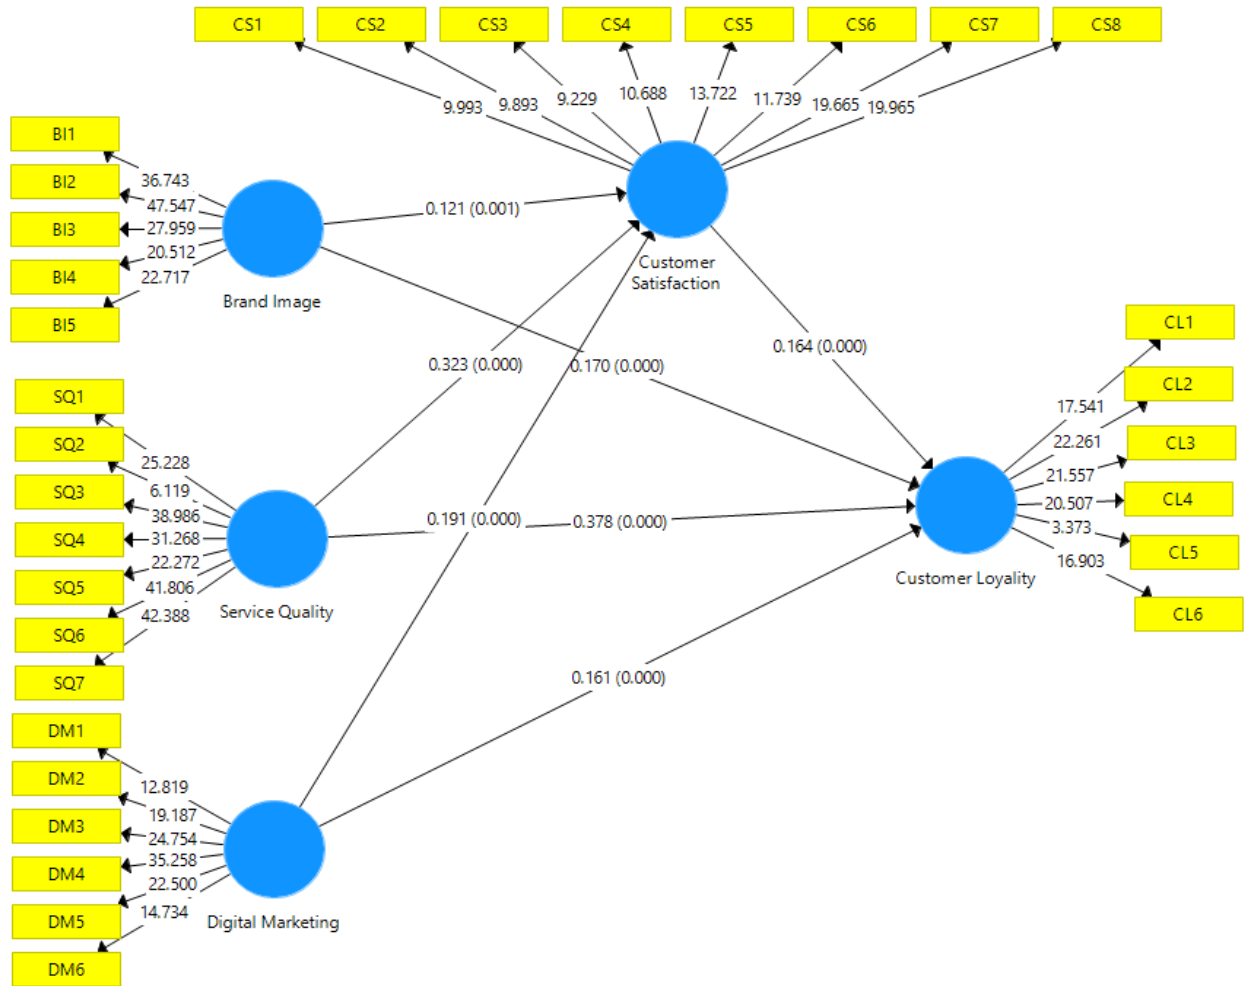 CS1
CS2
CS3
CS4
CS5
CS6
CS7
CS8
9.993
9.893
9.229
10.688
13.722
11.739
19.665
19.965
BI1
BI2
BI3
BI4
BI5
36.743
47.547
27.959
20.512
22.717
Brand Image
0.121 (0.001)
Customer
Satisfaction
0.323 (0.000)
0.170 (0.000)
0.164 (0.000)
CL1
CL2
CL3
CL4
CL5
CL6
17.541
22.261
21.557
20.507
3.373
16.903
Customer Loyality
SQ1
SQ2
SQ3
SQ4
SQ5
SQ6
SQ7
25.228
6.119
38.986
31.268
22.272
41.806
42.388
Service Quality
0.191 (0.000)
0.378 (0.000)
0.161 (0.000)
DM1
DM2
DM3
DM4
DM5
DM6
12.819
19.187
24.754
35.258
22.500
14.734
Digital Marketing